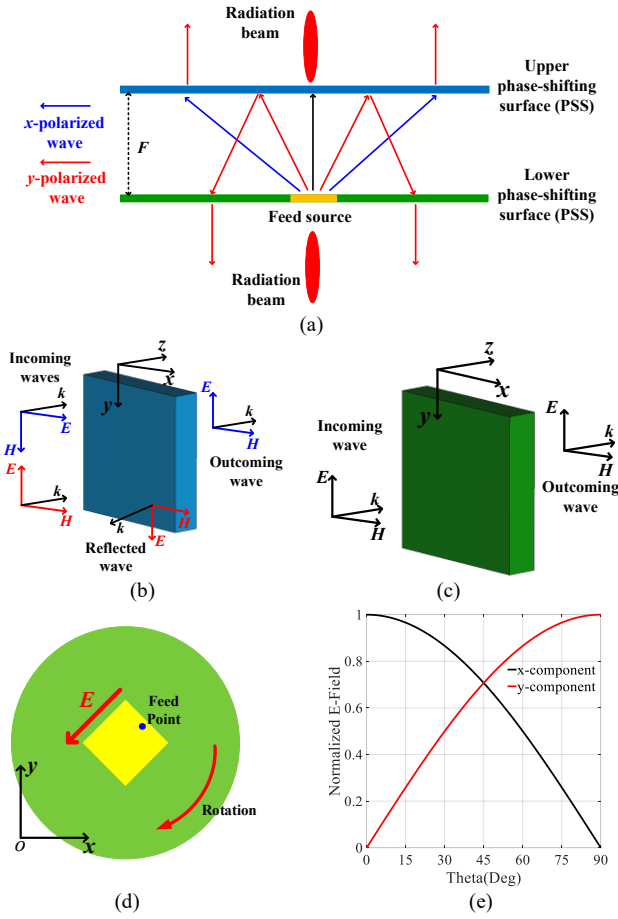 Radiation
beam
Upper
phase-shifting
surface (PSS)
x-polarized
wave
F
y-polarized
wave
Feed source
Lower
phase-shifting
surface (PSS)
Radiation
beam
(a)
Incoming
waves
k
E
H
E
k
H
z
x
y
E
k
H
Outcoming
wave
k
H
E
Reflected
wave
(b)
z
x
y
Incoming
wave
E
k
H
E
k
H
Outcoming
wave
(c)
E
Feed
Point
y
Rotation
O
x
(d)
Normalized E-Field
1
0.8
0.6
0.4
0.2
0
x-component
y-component
0 15 30 45 60 75 90
Theta(Deg)
(e)